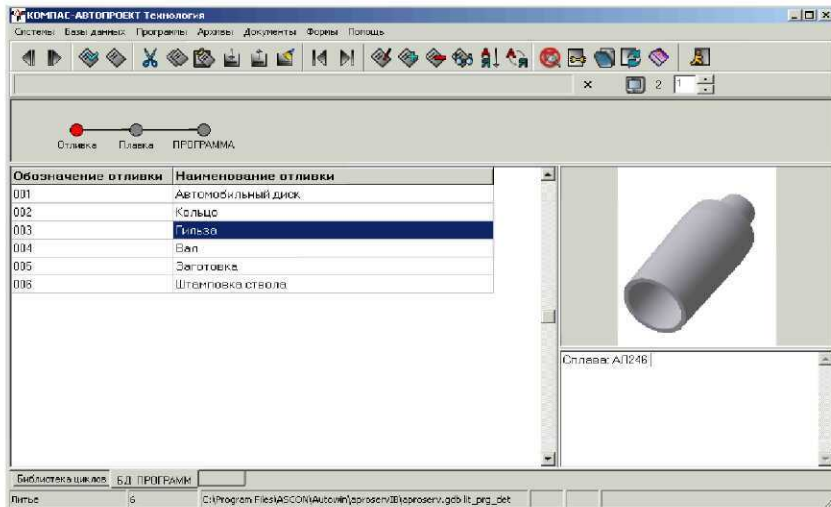 КОМПАС-АВТОПРОЕКТ Технология
Системы Базы данных Программы Архивы Документы Формы Помощь
× 2 1
Отливка Плавка ПРОГРАММА
Обозначение отливки Наименование отливки
001 Автомобильный диск
002 Кольцо
003 Гильза
004 Вал
005 Заготовка
006 Штамповка ствола
Сплав: АЛ246
Библиотека циклов БД ПРОГРАММ
Литье 6 C:\Program Files\ASCON\Autowin\aproservIB\aproserv.gdb lit_prg_det